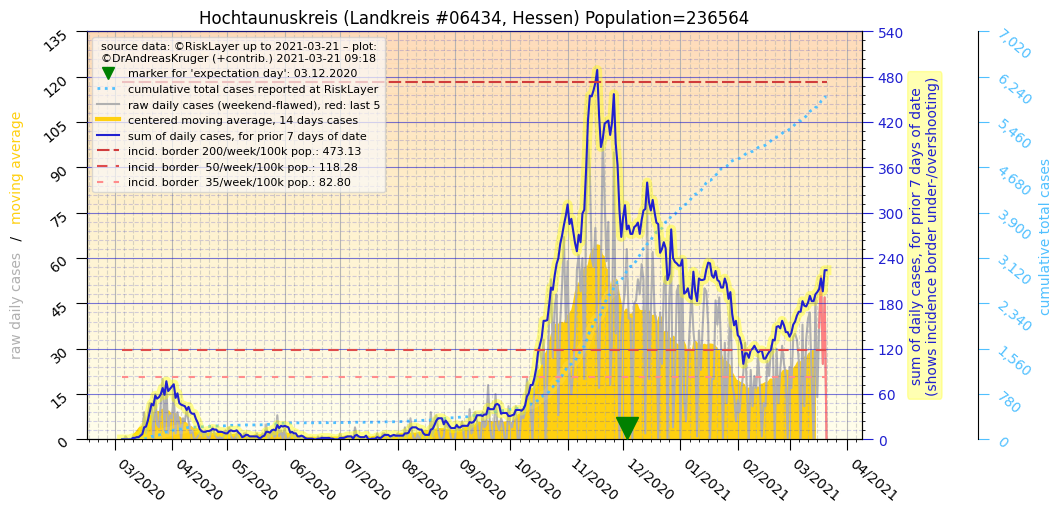 Hochtaunuskreis (Landkreis #06434, Hessen) Population=236564
source data: ©RiskLayer up to 2021-03-21 – plot:
©DrAndreasKruger (+contrib.) 2021-03-21 09:18
marker for 'expectation day': 03.12.2020
cumulative total cases reported at RiskLayer
raw daily cases (weekend-flawed), red: last 5
centered moving average, 14 days cases
sum of daily cases, for prior 7 days of date
incid. border 200/week/100k pop.: 473.13
incid. border  50/week/100k pop.: 118.28
incid. border  35/week/100k pop.: 82.80
raw daily cases  /  moving average
135
120
105
90
75
60
45
30
15
0
03/2020
04/2020
05/2020
06/2020
07/2020
08/2020
09/2020
10/2020
11/2020
12/2020
01/2021
02/2021
03/2021
04/2021
540
480
420
360
300
240
180
120
60
0
sum of daily cases, for prior 7 days of date
(shows incidence border under-/overshooting)
7,020
6,240
5,460
4,680
3,900
3,120
2,340
1,560
780
0
cumulative total cases